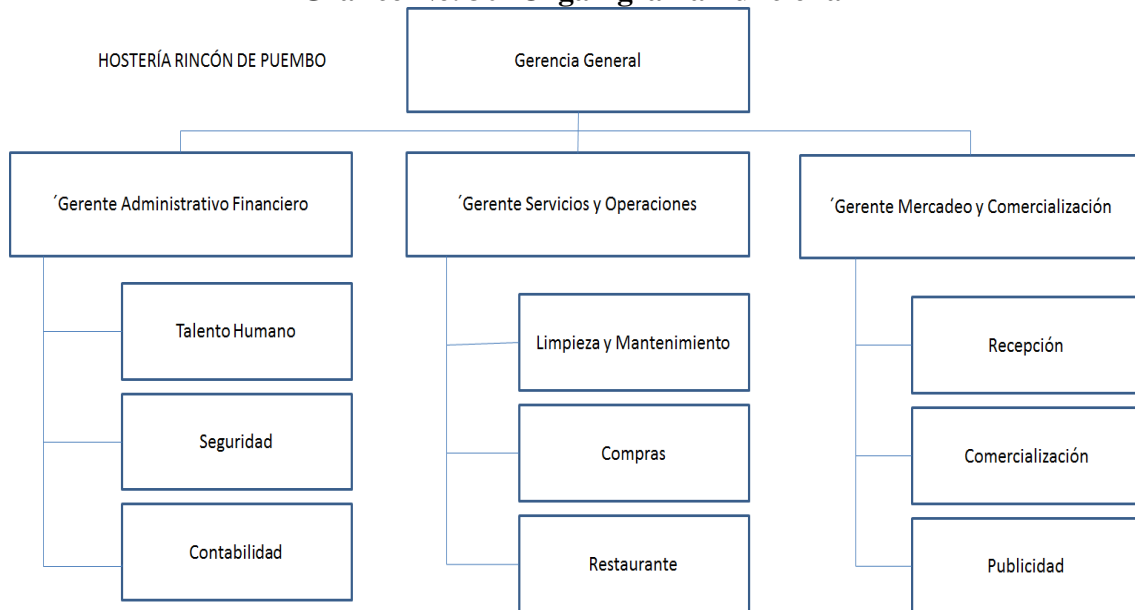 HOSTERÍA RINCÓN DE PUEMBO
Gerencia General
´Gerente Administrativo Financiero
´Gerente Servicios y Operaciones
´Gerente Mercadeo y Comercialización
Talento Humano
Seguridad
Contabilidad
Limpieza y Mantenimiento
Compras
Restaurante
Recepción
Comercialización
Publicidad